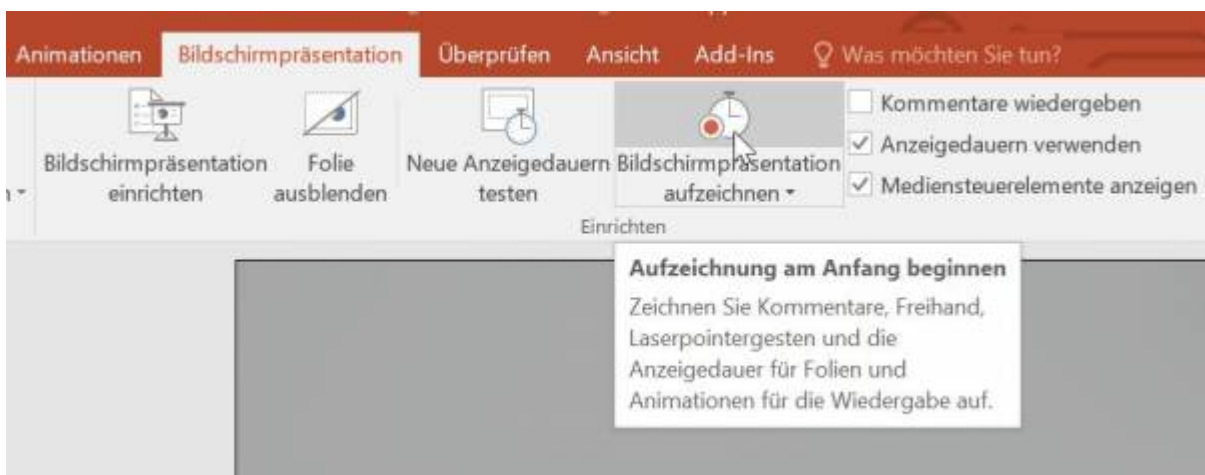 Animationen Bildschirmpräsentation Überprüfen Ansicht Add-Ins Was möchten Sie tun?
Bildschirmpräsentation einrichten
Folie ausblenden
Neue Anzeigedauern testen
Bildschirmpräsentation aufzeichnen
Kommentare wiedergeben
Anzeigedauern verwenden
Mediensteuerelemente anzeigen
Einrichten
Aufzeichnung am Anfang beginnen
Zeichnen Sie Kommentare, Freihand,
Laserpointergesten und die
Anzeigedauer für Folien und
Animationen für die Wiedergabe auf.